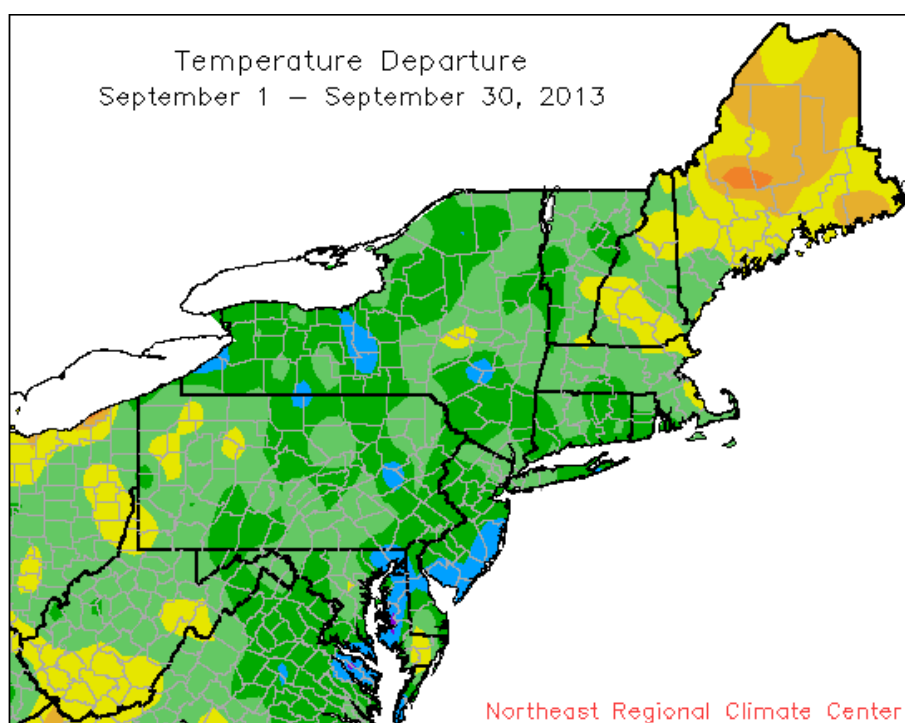 Temperature Departure
September 1 – September 30, 2013
Northeast Regional Climate Center